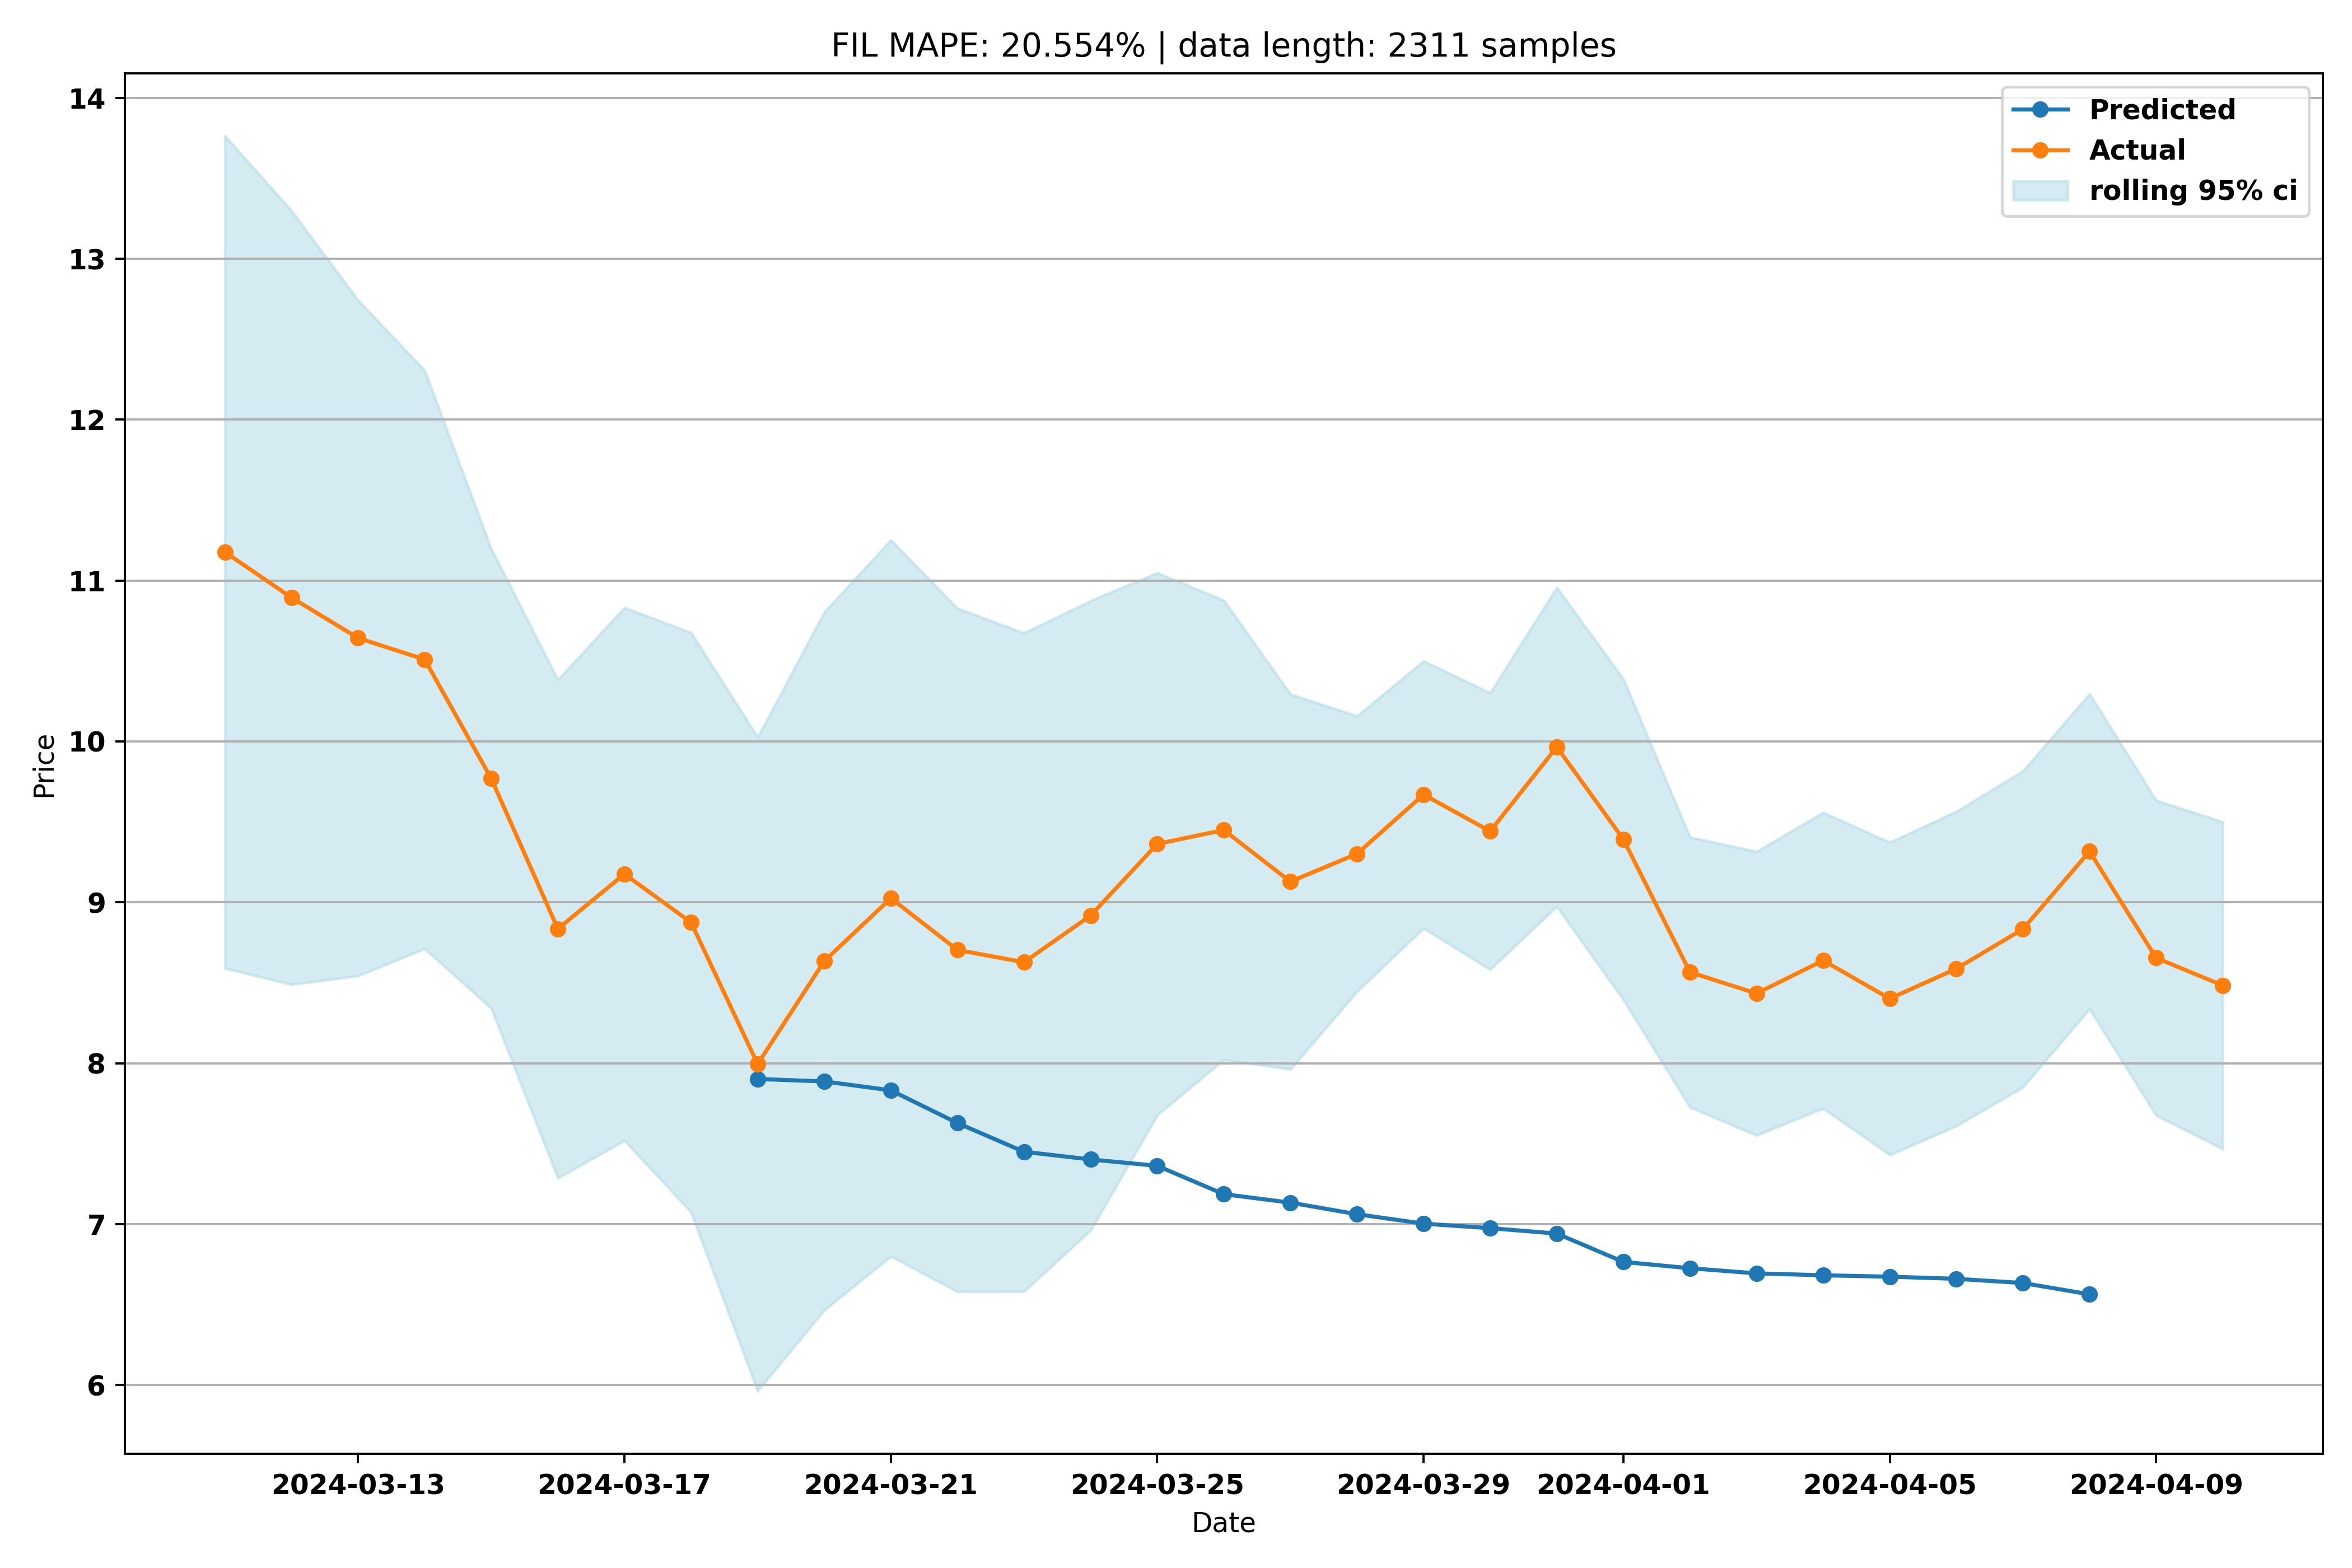 FIL MAPE: 20.554% | data length: 2311 samples
Predicted
Actual
rolling 95% ci
14
13
12
11
10
9
8
7
6
Price
2024-03-13 2024-03-17 2024-03-21 2024-03-25 2024-03-29 2024-04-01 2024-04-05 2024-04-09
Date